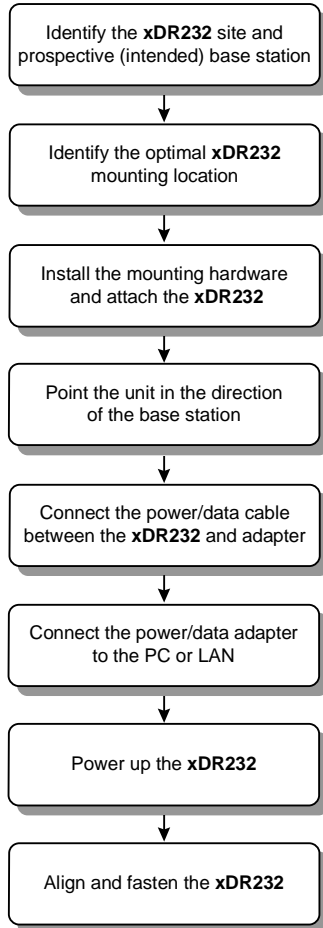 Identify the xDR232 site and
prospective (intended) base station
Identify the optimal xDR232
mounting location
Install the mounting hardware
and attach the xDR232
Point the unit in the direction
of the base station
Connect the power/data cable
between the xDR232 and adapter
Connect the power/data adapter
to the PC or LAN
Power up the xDR232
Align and fasten the xDR232